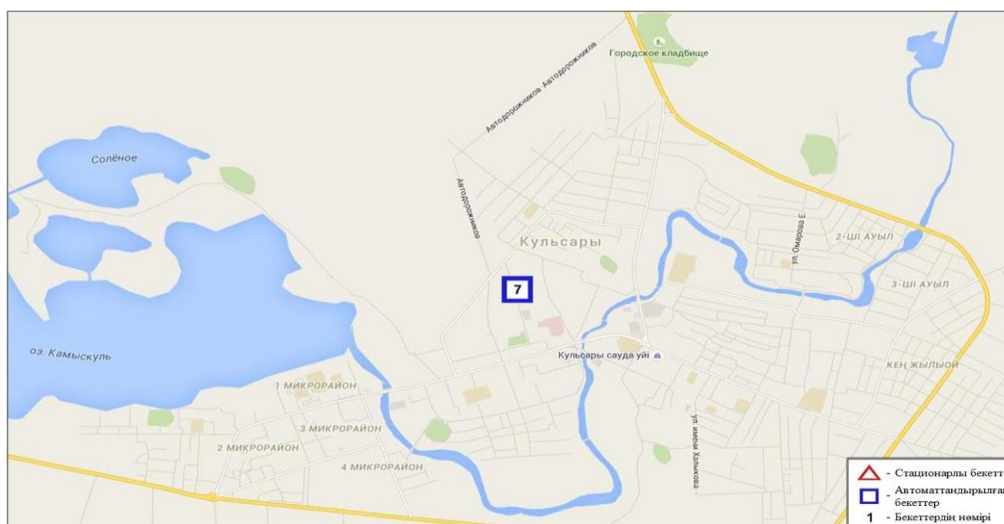 Городское кладбище
Автодорожников Автодорожников
Солёное
Автодорожников
Кульсары
ул. Омарова Е.
2-ШІ АУЫЛ
3-ШІ АУЫЛ
7
оз. Камыскуль
Кульсары сауда уйі
КЕҢ ЖЫЛЫОЙ
1 МИКРОРАЙОН
3 МИКРОРАЙОН
2 МИКРОРАЙОН
4 МИКРОРАЙОН
ул. имени Халыкова
- Стационарлы бекетт
- Автоматтандырылға
бекеттер
1 - Бекеттердің нөмірі